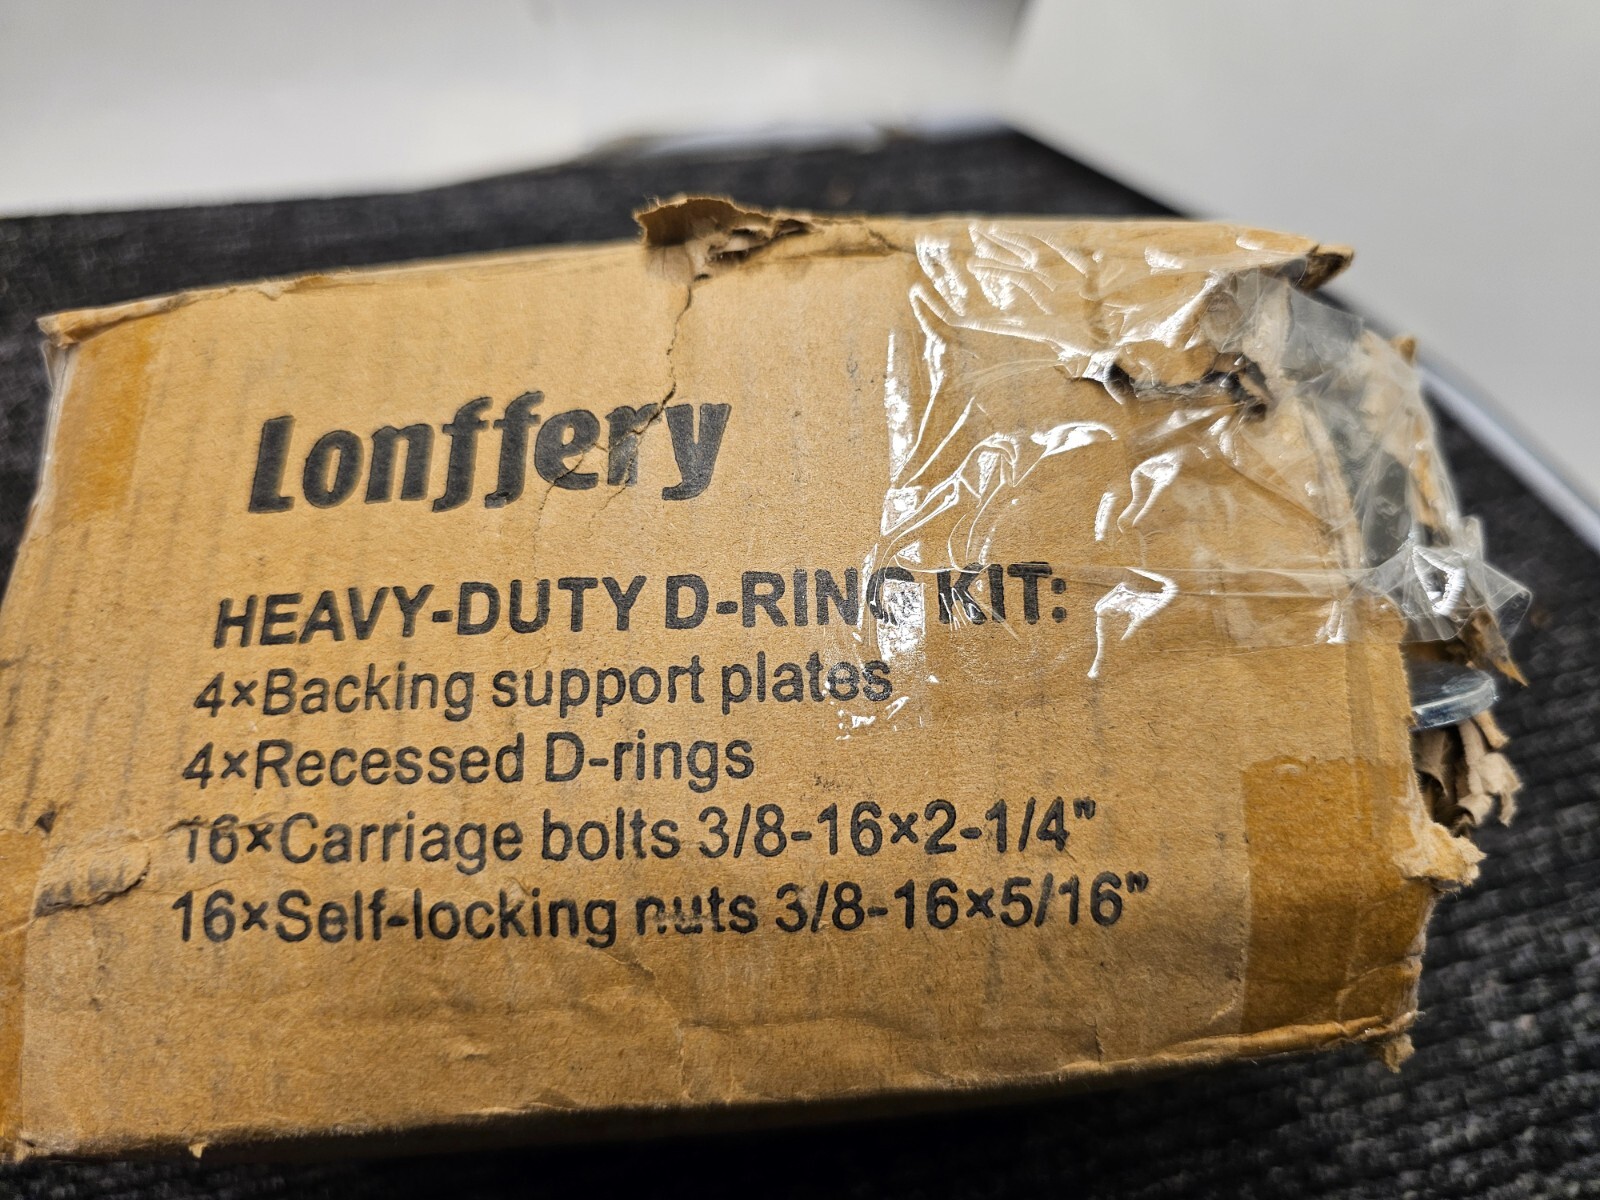 Lonffery
HEAVY-DUTY D-RING KIT:
4×Backing support plates
4×Recessed D-rings
16×Carriage bolts 3/8-16×2-1/4"
16×Self-locking nuts 3/8-16×5/16"